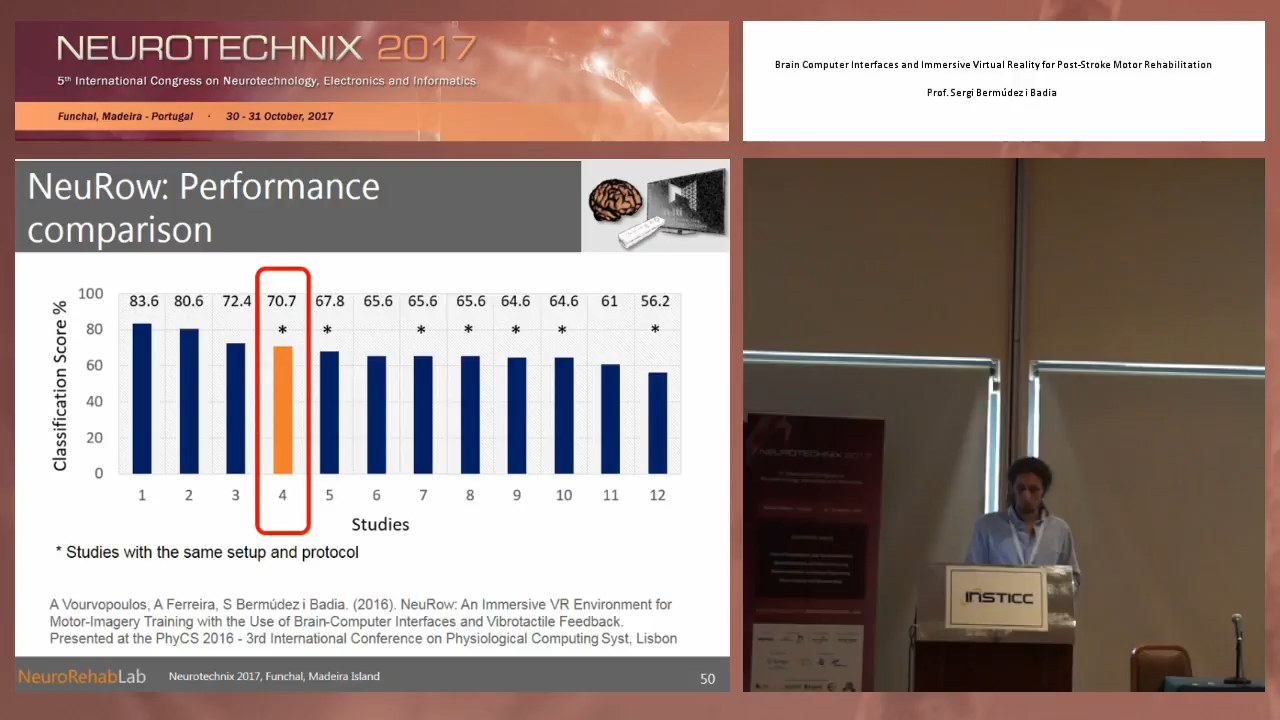 NEUROTECHNIX 2017
5th International Congress on Neurotechnology, Electronics and Informatics
Funchal, Madeira - Portugal · 30 - 31 October, 2017
Brain Computer Interfaces and Immersive Virtual Reality for Post-Stroke Motor Rehabilitation
Prof. Sergi Bermúdez i Badia
NeuRow: Performance
comparison
Classification Score %
100
80
60
40
20
0
83.6 80.6 72.4 70.7 67.8 65.6 65.6 65.6 64.6 64.6 61 56.2
* * * * * * *
1 2 3 4 5 6 7 8 9 10 11 12
Studies
* Studies with the same setup and protocol
A Vourvopoulos, A Ferreira, S Bermúdez i Badia. (2016). NeuRow: An Immersive VR Environment for
Motor-Imagery Training with the Use of Brain-Computer Interfaces and Vibrotactile Feedback.
Presented at the PhyCS 2016 - 3rd International Conference on Physiological Computing Syst, Lisbon
NeuroRehabLab
Neurotechnix 2017, Funchal, Madeira Island
50
NEUROTECHNIX 2017
INSTICC